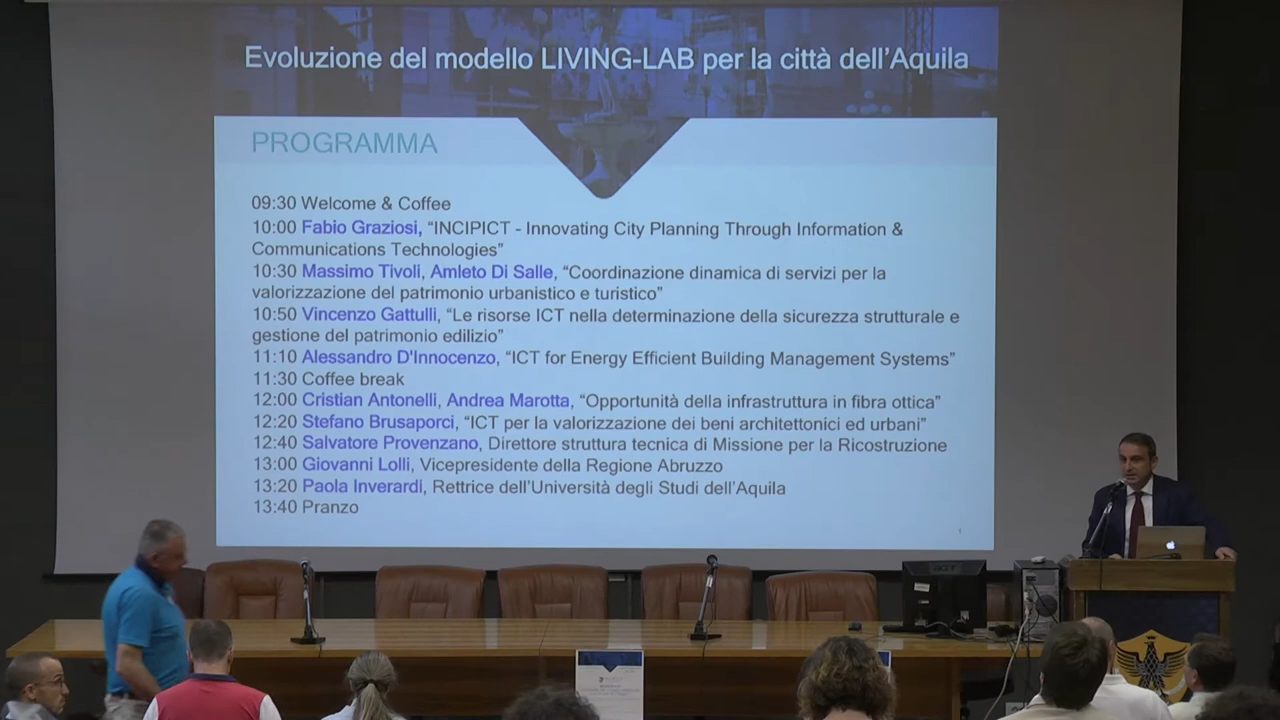 Evoluzione del modello LIVING-LAB per la città dell'Aquila
PROGRAMMA
09:30 Welcome & Coffee
10:00 Fabio Graziosi, “INCIPICT - Innovating City Planning Through Information &
Communications Technologies”
10:30 Massimo Tivoli, Amleto Di Salle, “Coordinazione dinamica di servizi per la
valorizzazione del patrimonio urbanistico e turistico”
10:50 Vincenzo Gattulli, “Le risorse ICT nella determinazione della sicurezza strutturale e
gestione del patrimonio edilizio”
11:10 Alessandro D'Innocenzo, “ICT for Energy Efficient Building Management Systems”
11:30 Coffee break
12:00 Cristian Antonelli, Andrea Marotta, “Opportunità della infrastruttura in fibra ottica”
12:20 Stefano Brusaporci, “ICT per la valorizzazione dei beni architettonici ed urbani”
12:40 Salvatore Provenzano, Direttore struttura tecnica di Missione per la Ricostruzione
13:00 Giovanni Lolli, Vicepresidente della Regione Abruzzo
13:20 Paola Inverardi, Rettrice dell'Università degli Studi dell'Aquila
13:40 Pranzo
acer